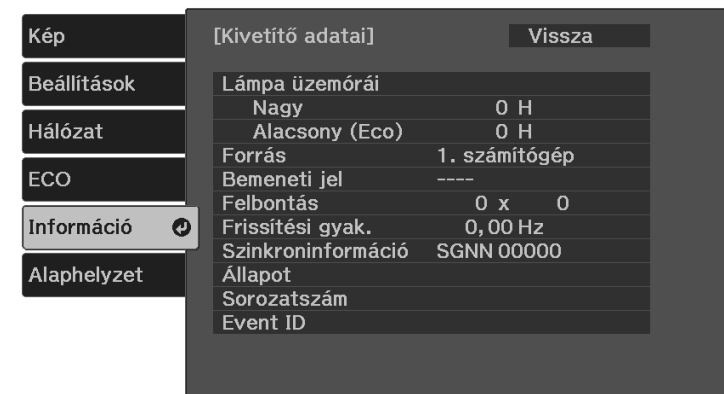 Kép
Beállítások
Hálózat
ECO
Információ
Alaphelyzet
[Kivetítő adatai] Vissza
Lámpa üzemórái
Nagy 0 H
Alacsony (Eco) 0 H
Forrás 1. számítógép
Bemeneti jel ----
Felbontás 0 x 0
Frissítési gyak. 0,00 Hz
Szinkroninformáció SGNN 00000
Állapot
Sorozatszám
Event ID